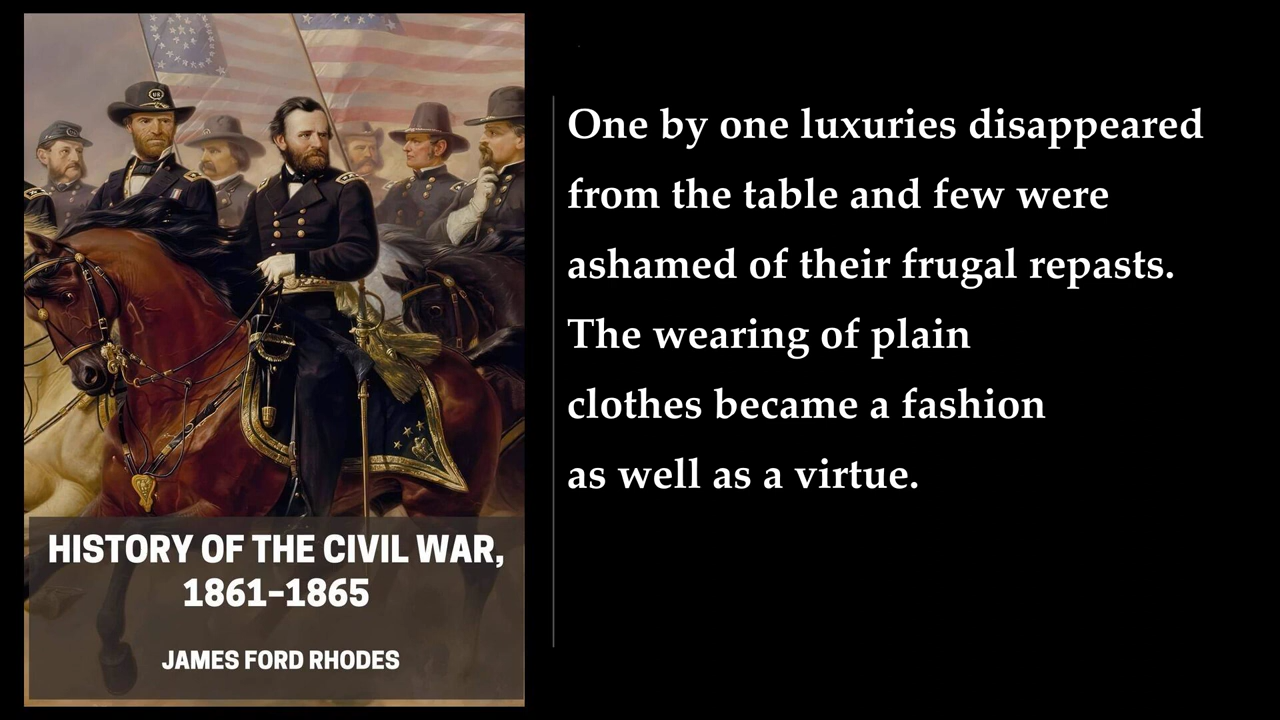 One by one luxuries disappeared
from the table and few were
ashamed of their frugal repasts.
The wearing of plain
clothes became a fashion
as well as a virtue.
HISTORY OF THE CIVIL WAR,
1861–1865
JAMES FORD RHODES